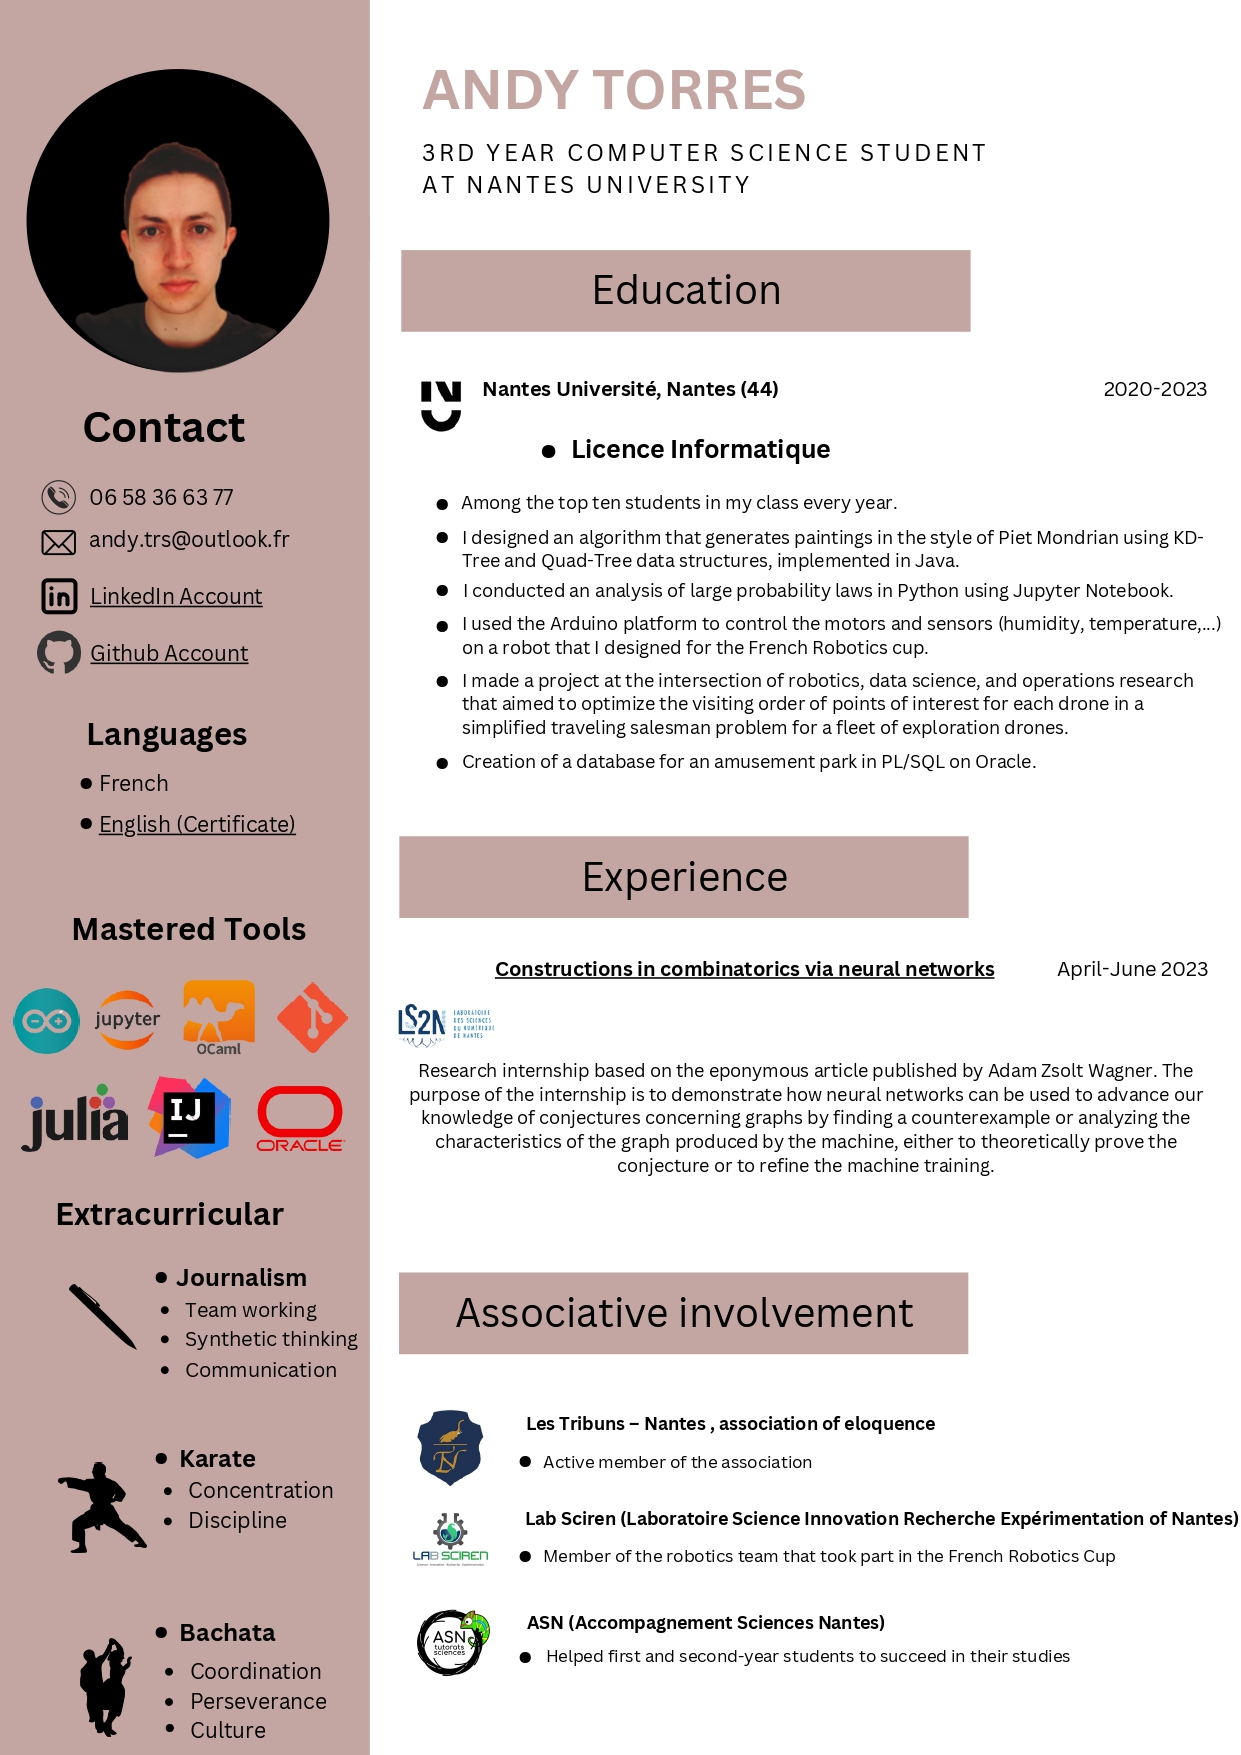 ANDY TORRES
3RD YEAR COMPUTER SCIENCE STUDENT
AT NANTES UNIVERSITY
Contact
06 58 36 63 77
andy.trs@outlook.fr
LinkedIn Account
Github Account
Languages
French
English (Certificate)
Mastered Tools
jupyter
OCaml
julia
IJ
ORACLE
Extracurricular
Journalism
Team working
Synthetic thinking
Communication
Karate
Concentration
Discipline
Bachata
Coordination
Perseverance
Culture
Education
Nantes Université, Nantes (44)
2020-2023
Licence Informatique
Among the top ten students in my class every year.
I designed an algorithm that generates paintings in the style of Piet Mondrian using KD-
Tree and Quad-Tree data structures, implemented in Java.
I conducted an analysis of large probability laws in Python using Jupyter Notebook.
I used the Arduino platform to control the motors and sensors (humidity, temperature,...)
on a robot that I designed for the French Robotics cup.
I made a project at the intersection of robotics, data science, and operations research
that aimed to optimize the visiting order of points of interest for each drone in a
simplified traveling salesman problem for a fleet of exploration drones.
Creation of a database for an amusement park in PL/SQL on Oracle.
Experience
Constructions in combinatorics via neural networks
April-June 2023
LS2N
LABORATOIRE
DES SCIENCES
DU NUMÉRIQUE
DE NANTES
Research internship based on the eponymous article published by Adam Zsolt Wagner. The
purpose of the internship is to demonstrate how neural networks can be used to advance our
knowledge of conjectures concerning graphs by finding a counterexample or analyzing the
characteristics of the graph produced by the machine, either to theoretically prove the
conjecture or to refine the machine training.
Associative involvement
Les Tribuns – Nantes , association of eloquence
Active member of the association
LAB SCIREN
Lab Sciren (Laboratoire Science Innovation Recherche Expérimentation of Nantes)
Member of the robotics team that took part in the French Robotics Cup
ASN
tutorats
sciences
ASN (Accompagnement Sciences Nantes)
Helped first and second-year students to succeed in their studies